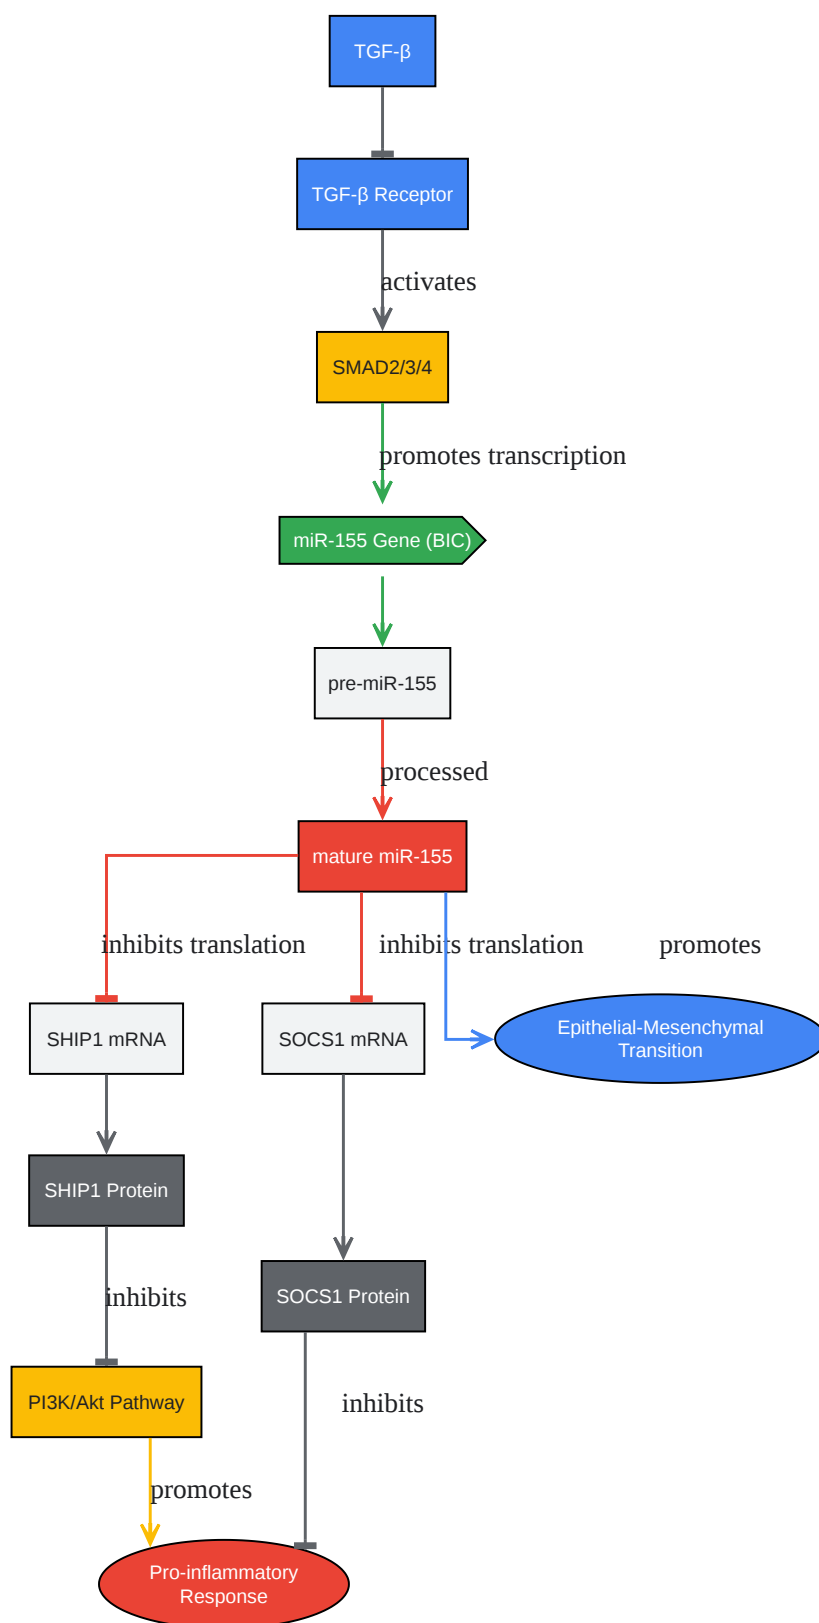 TGF-β
TGF-β Receptor
activates
SMAD2/3/4
promotes transcription
miR-155 Gene (BIC)
pre-miR-155
processed
mature miR-155
inhibits translation
inhibits translation
promotes
SHIP1 mRNA
SOCS1 mRNA
Epithelial-Mesenchymal
Transition
SHIP1 Protein
SOCS1 Protein
inhibits
PI3K/Akt Pathway
inhibits
promotes
Pro-inflammatory
Response